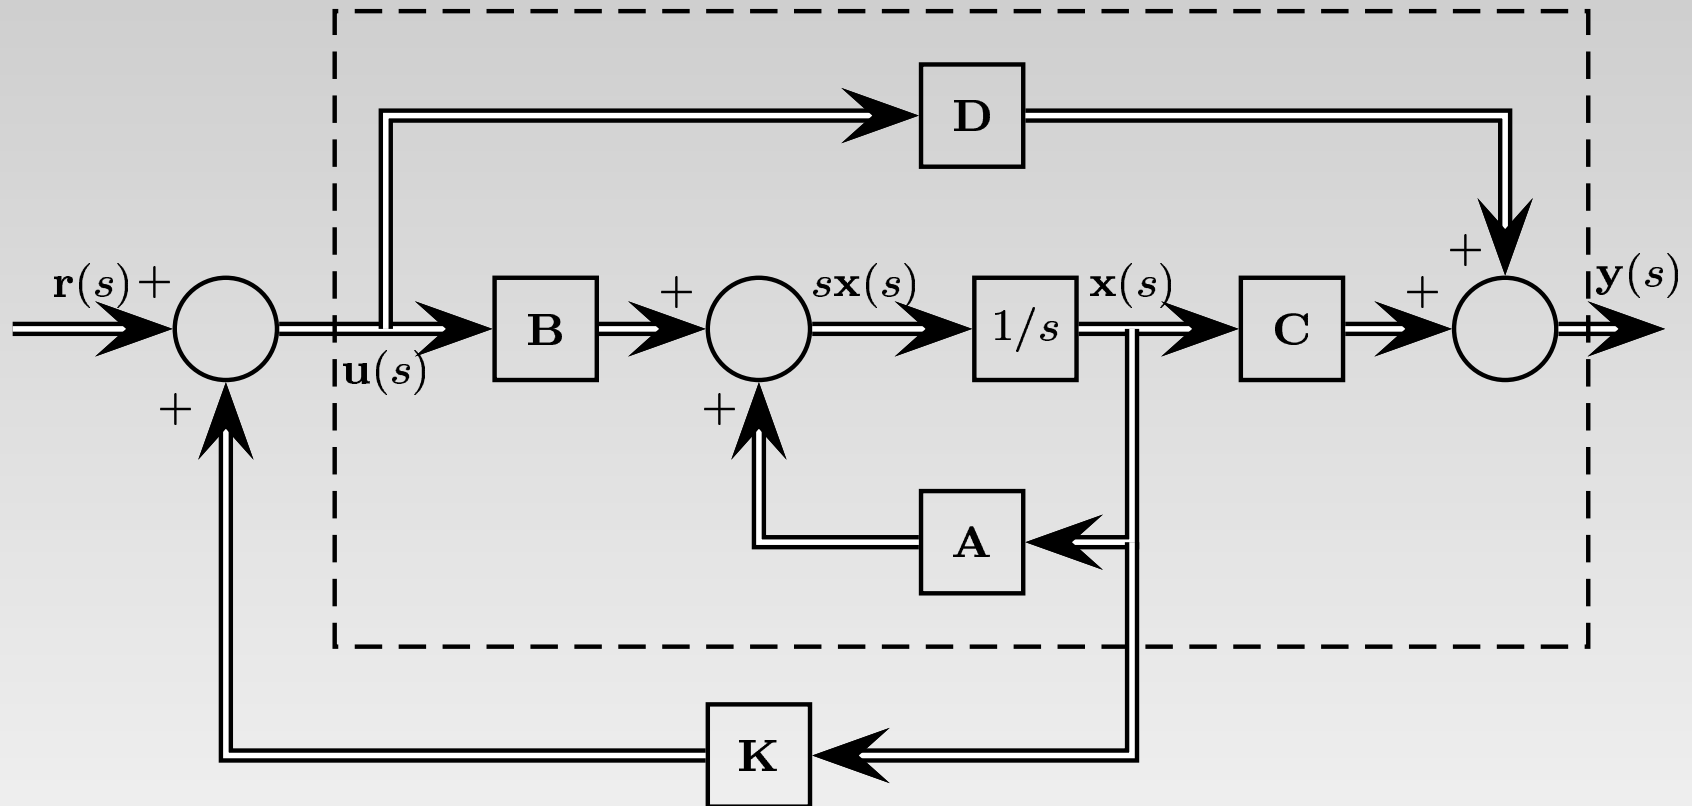 D
r(s) + + sx(s) x(s) + + y(s)
B 1/s C
u(s)
+ +
A
K